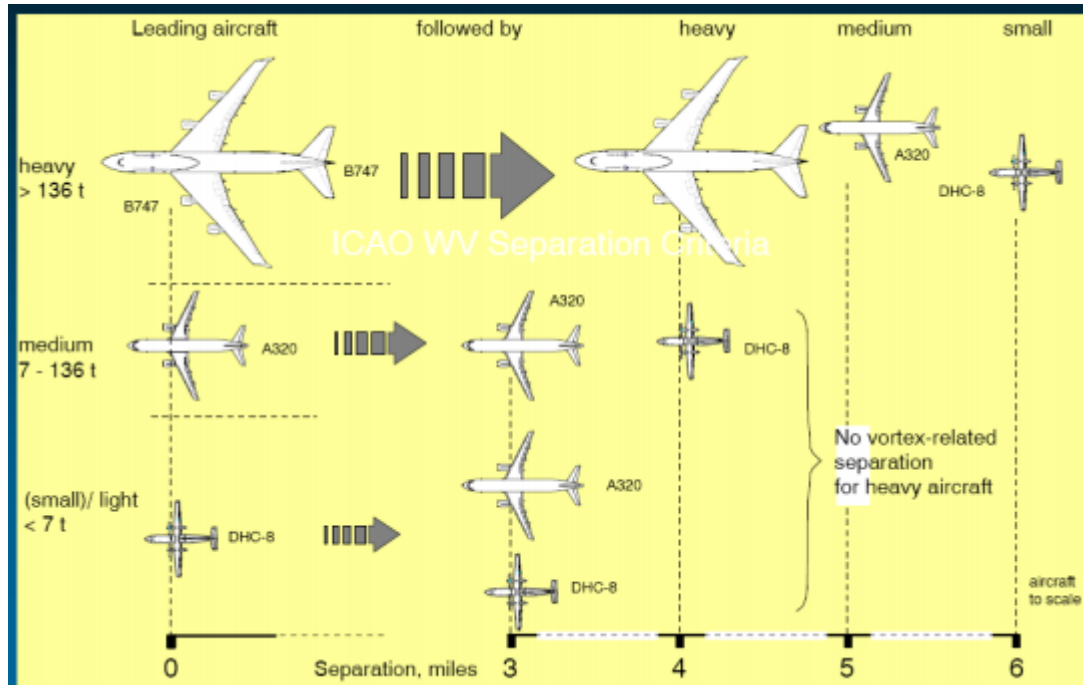 Leading aircraft followed by heavy medium small
heavy
> 136 t
B747
B747
A320
DHC-8
ICAO WV Separation Criteria
medium
7 - 136 t
A320
A320
DHC-8
No vortex-related
separation
for heavy aircraft
(small)/ light
< 7 t
DHC-8
A320
DHC-8
aircraft
to scale
0 Separation, miles 3 4 5 6